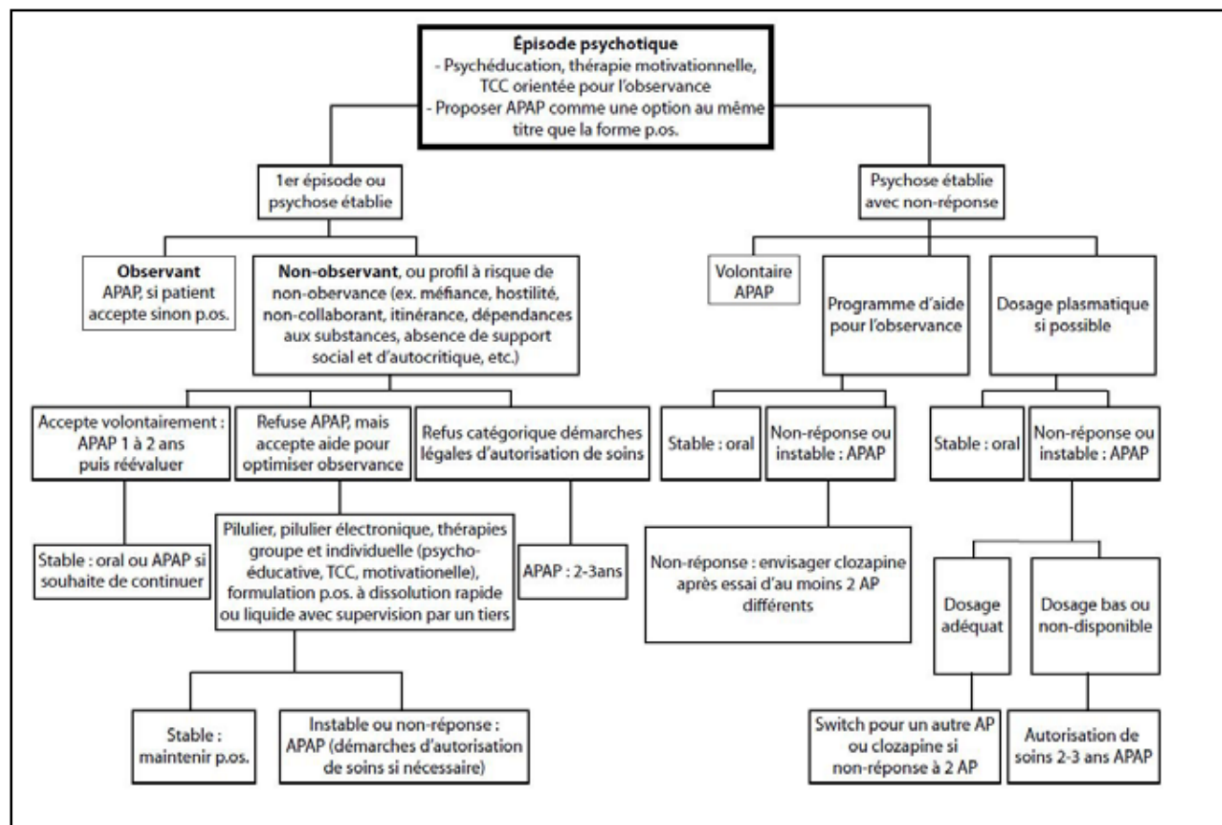 Épisode psychotique
- Psychéducation, thérapie motivationnelle,
TCC orientée pour l'observance
- Proposer APAP comme une option au même
titre que la forme p.os.
1er épisode ou
psychose établie
Psychose établie
avec non-réponse
Observant
APAP, si patient
accepte sinon p.os.
Non-observant, ou profil à risque de
non-obervance (ex. méfiance, hostilité,
non-collaborant, itinérance, dépendances
aux substances, absence de support
social et d'autocritique, etc.)
Volontaire
APAP
Programme d'aide
pour l'observance
Dosage plasmatique
si possible
Accepte volontairement :
APAP 1 à 2 ans
puis réévaluer
Refuse APAP, mais
accepte aide pour
optimiser observance
Refus catégorique démarches
légales d'autorisation de soins
Stable : oral
Non-réponse ou
instable : APAP
Stable : oral
Non-réponse ou
instable : APAP
Stable : oral ou APAP si
souhaite de continuer
Pilulier, pilulier électronique, thérapies
groupe et individuelle (psycho-
éducative, TCC, motivationelle),
formulation p.os. à dissolution rapide
ou liquide avec supervision par un tiers
APAP : 2-3ans
Non-réponse : envisager clozapine
après essai d'au moins 2 AP
différents
Dosage
adéquat
Dosage bas ou
non-disponible
Stable :
maintenir p.os.
Instable ou non-réponse :
APAP (démarches d'autorisation
de soins si nécessaire)
Switch pour un autre AP
ou clozapine si
non-réponse à 2 AP
Autorisation de
soins 2-3 ans APAP